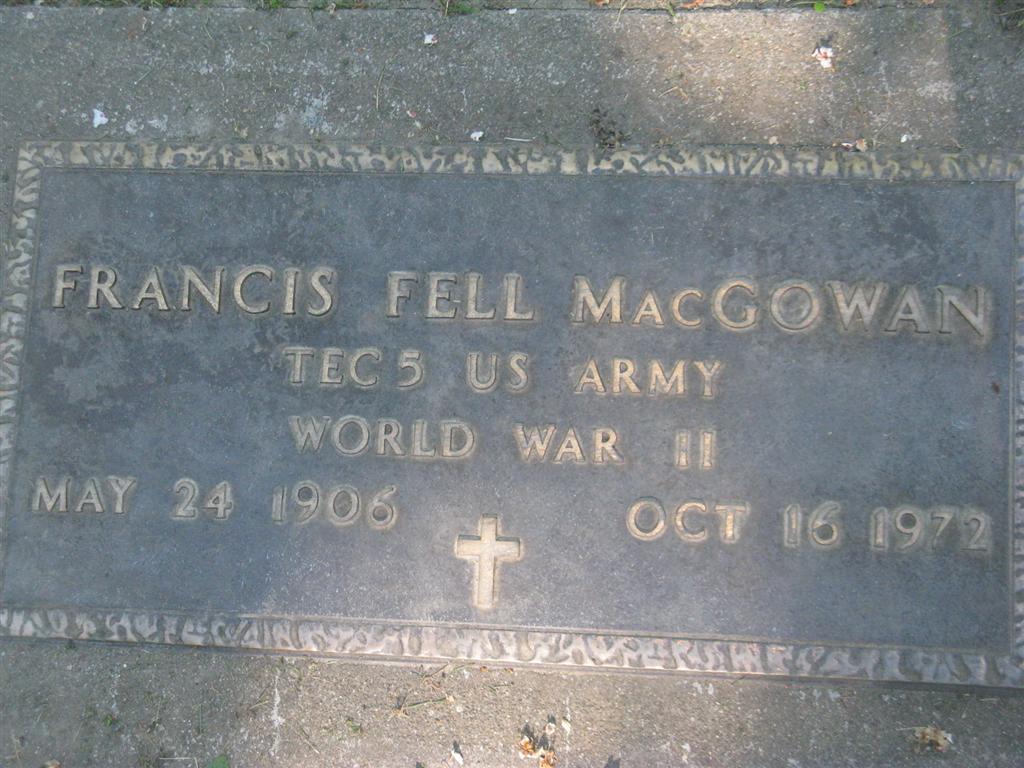 FRANCIS FELL MACGOWAN
TEC 5 US ARMY
WORLD WAR II
MAY 24 1906 OCT 16 1972